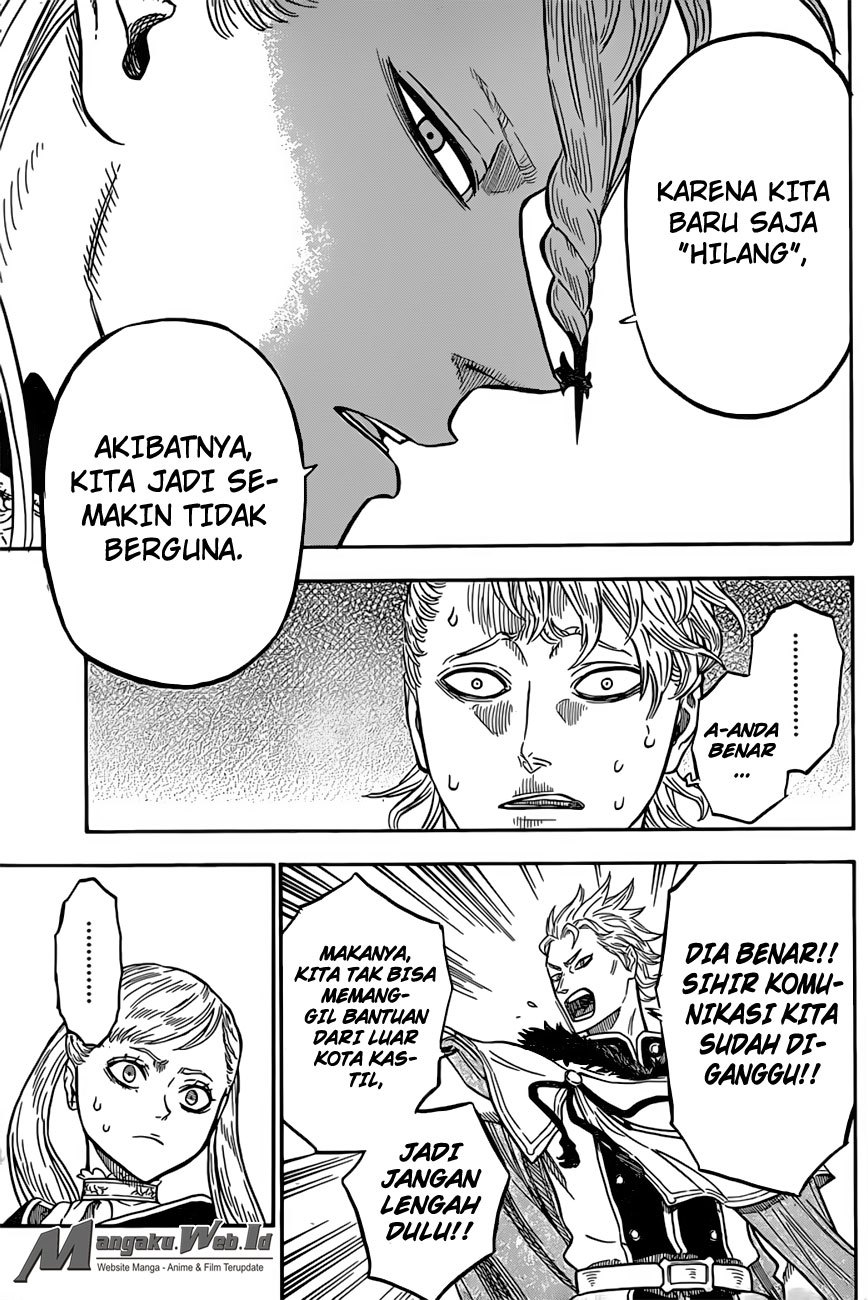 KARENA KITA
BARU SAJA
"HILANG",
AKIBATNYA,
KITA JADI SE-
MAKIN TIDAK
BERGUNA.
..........
A-ANDA
BENAR
...
DIA BENAR!!
SIHIR KOMU-
NIKASI KITA
SUDAH DI-
GANGGU!!
MAKANYA,
KITA TAK BISA
MEMANG-
GIL BANTUAN
DARI LUAR
KOTA KAS-
TIL,
JADI
JANGAN
LENGAH
DULU!!
..........
Mangaku.Web.Id
Website Manga - Anime & Film Terupdate